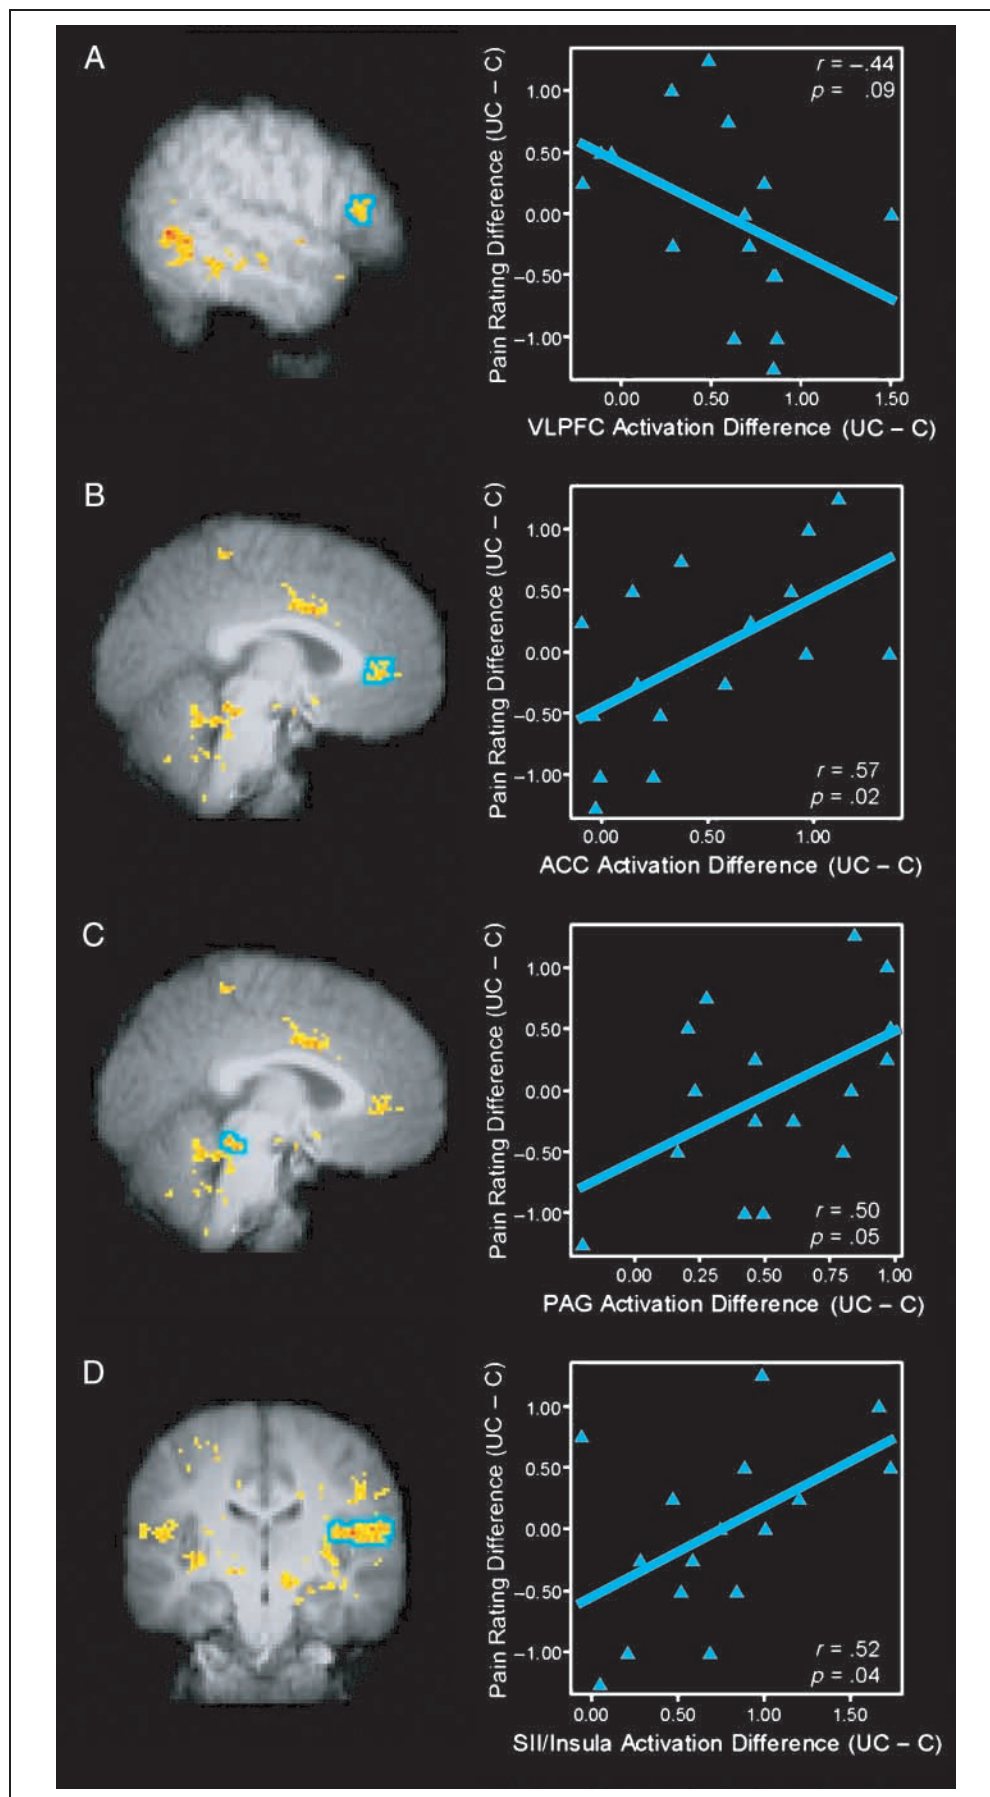 A
Pain Rating Difference (UC – C)
1.00
0.50
0.00
−0.50
−1.00
r = −.44
p = .09
0.00 0.50 1.00 1.50
VLPFC Activation Difference (UC – C)
B
Pain Rating Difference (UC – C)
1.00
0.50
0.00
−0.50
−1.00
r = .57
p = .02
0.00 0.50 1.00
ACC Activation Difference (UC – C)
C
Pain Rating Difference (UC – C)
1.00
0.50
0.00
−0.50
−1.00
r = .50
p = .05
0.00 0.25 0.50 0.75 1.00
PAG Activation Difference (UC – C)
D
Pain Rating Difference (UC – C)
1.00
0.50
0.00
−0.50
−1.00
r = .52
p = .04
0.00 0.50 1.00 1.50
SII/Insula Activation Difference (UC – C)